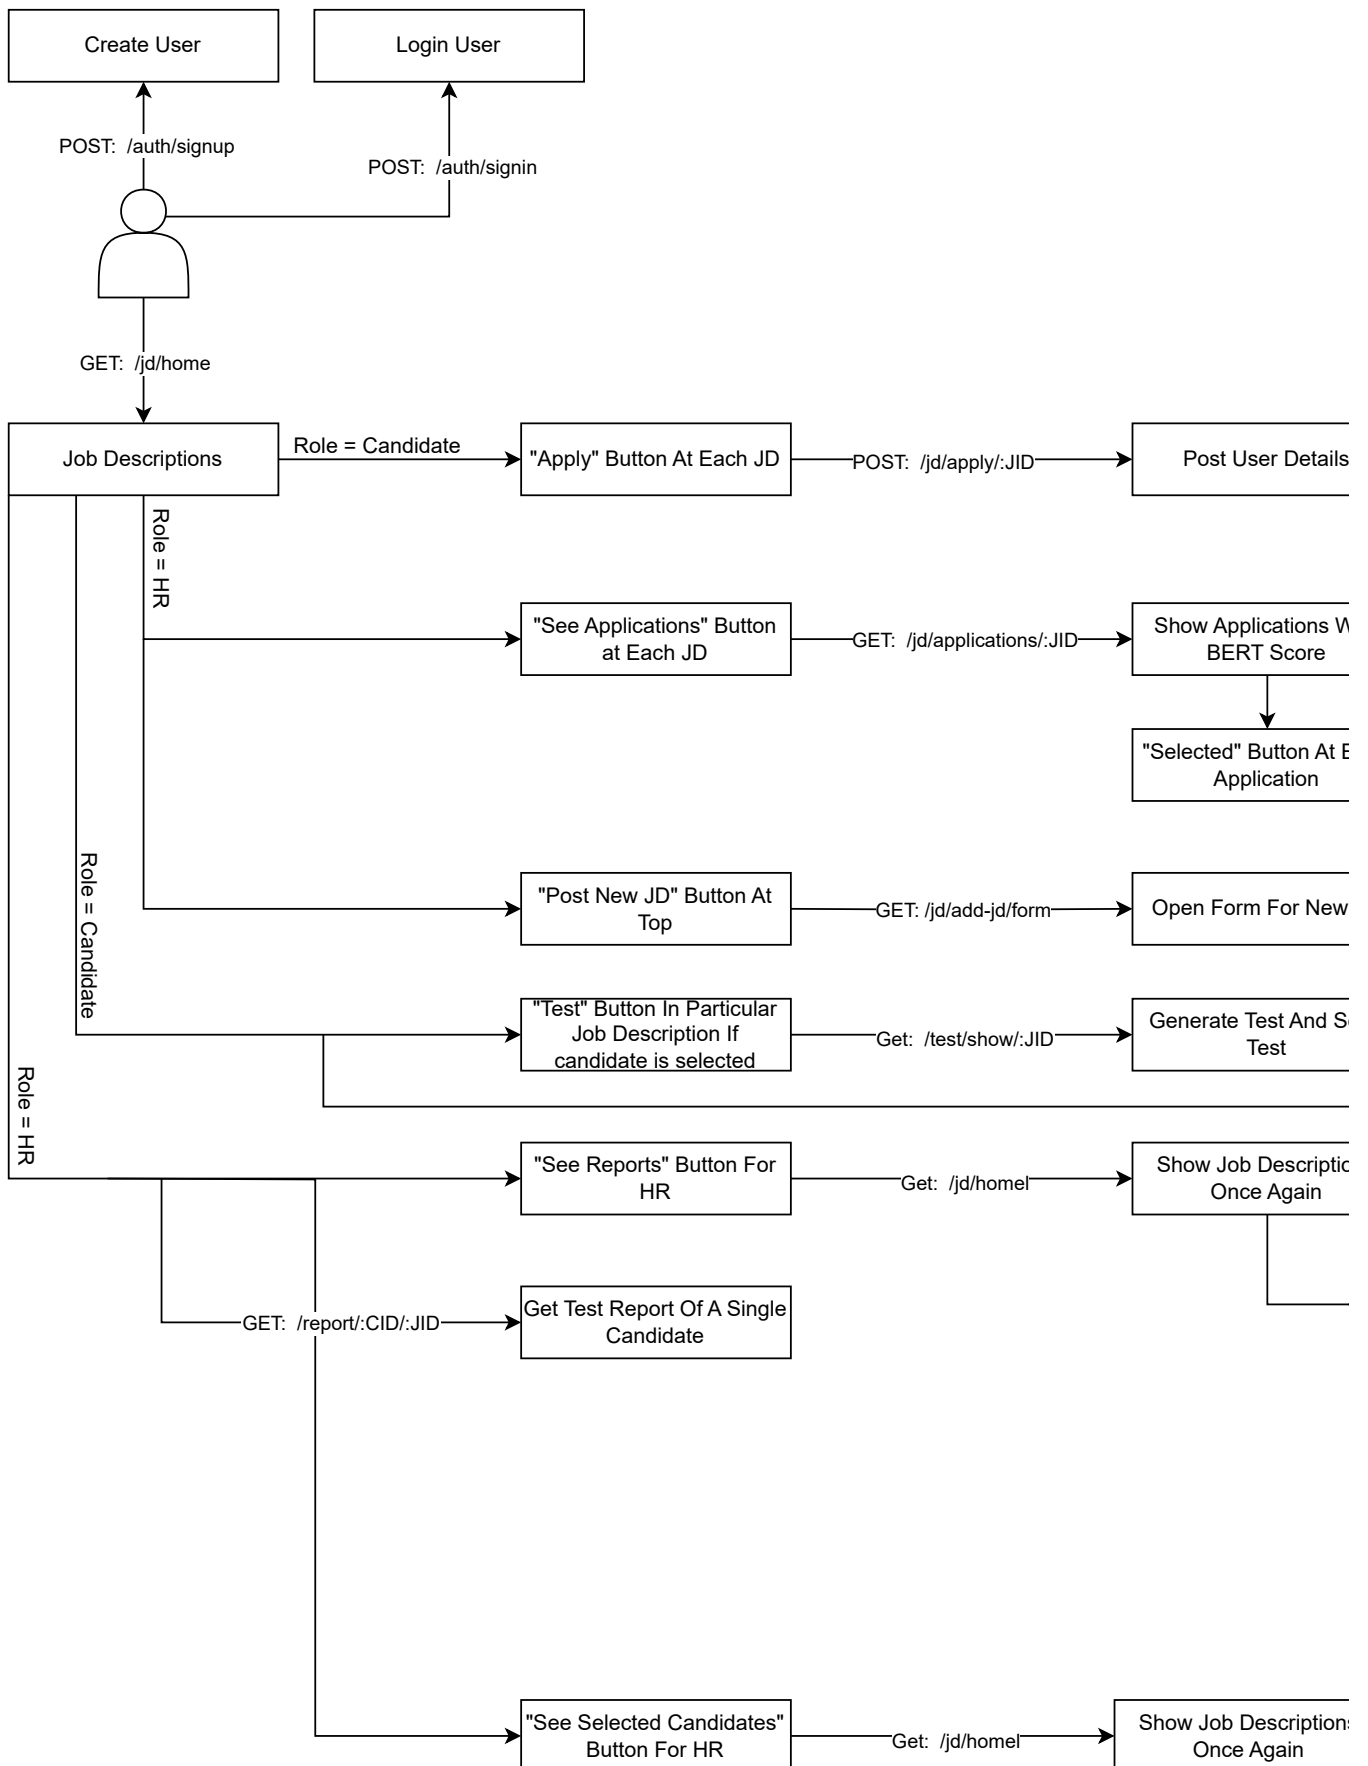 Create User
Login User
POST:  /auth/signup
POST:  /auth/signin
GET:  /jd/home
Job Descriptions
Role = Candidate
"Apply" Button At Each JD
POST:  /jd/apply/:JID
Post User Details
Role = HR
"See Applications" Button
at Each JD
GET:  /jd/applications/:JID
Show Applications
BERT Score
"Selected" Button At
Application
Role = Candidate
"Post New JD" Button At
Top
GET: /jd/add-jd/form
Open Form For New
"Test" Button In Particular
Job Description If
candidate is selected
Get:  /test/show/:JID
Generate Test And
Test
Role = HR
"See Reports" Button For
HR
Get:  /jd/homel
Show Job
Once Again
GET:  /report/:CID/:JID
Get Test Report Of A Single
Candidate
"See Selected Candidates"
Button For HR
Get:  /jd/homel
Show Job Descriptions
Once Again